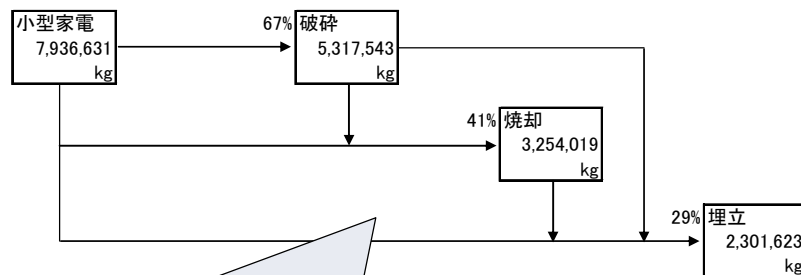 小型家電
7,936,631
kg
67%
破砕
5,317,543
kg
41%
焼却
3,254,019
kg
29%
埋立
2,301,623
kg